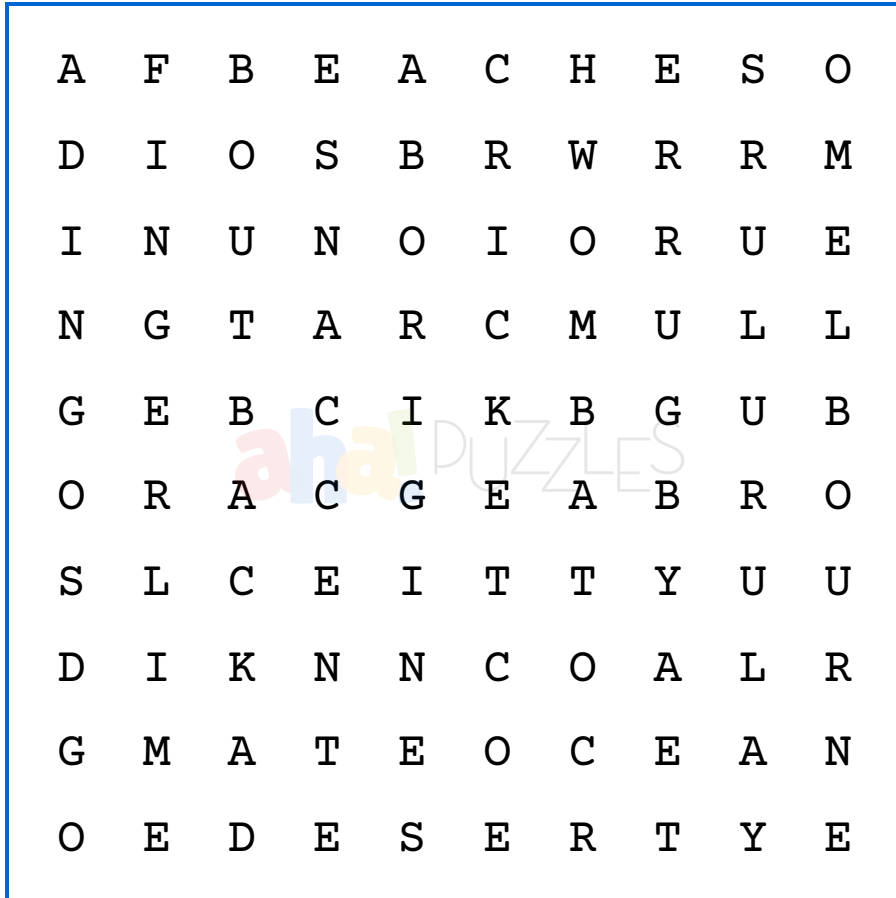 A F B E A C H E S O
D I O S B R W R R M
I N U N O I O R U E
N G T A R C M U L L
G E B C I K B G U B
O R A C G E A B R O
S L C E I T T Y U U
D I K N N C O A L R
G M A T E O C E A N
O E D E S E R T Y E
aha! PUZZLES